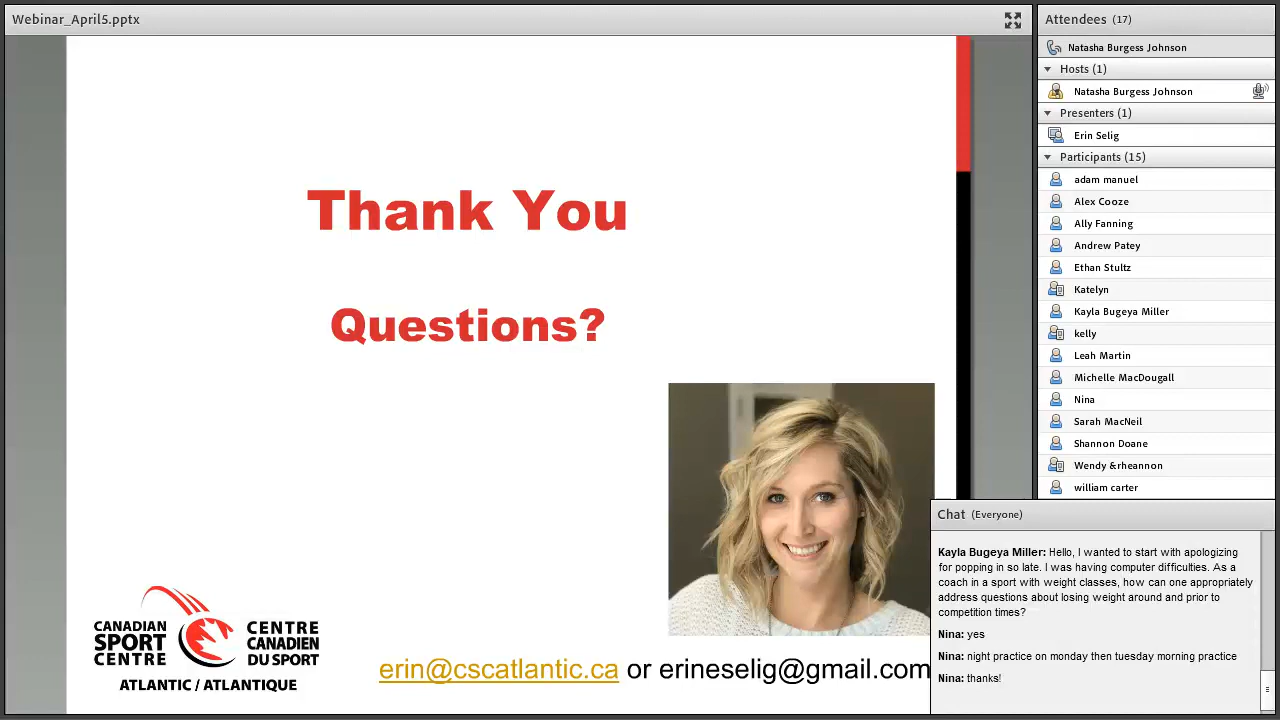 Webinar_April5.pptx
Thank You
Questions?
CANADIAN
SPORT
CENTRE
CENTRE
CANADIEN
DU SPORT
ATLANTIC / ATLANTIQUE
erin@cscatlantic.ca or erineselig@gmail.com
Attendees (17)
Natasha Burgess Johnson
Hosts (1)
Natasha Burgess Johnson
Presenters (1)
Erin Selig
Participants (15)
adam manuel
Alex Cooze
Ally Fanning
Andrew Patey
Ethan Stultz
Katelyn
Kayla Bugeya Miller
kelly
Leah Martin
Michelle MacDougall
Nina
Sarah MacNeil
Shannon Doane
Wendy &rheannon
william carter
Chat (Everyone)
Kayla Bugeya Miller: Hello, I wanted to start with apologizing
for popping in so late. I was having computer difficulties. As a
coach in a sport with weight classes, how can one appropriately
address questions about losing weight around and prior to
competition times?
Nina: yes
Nina: night practice on monday then tuesday morning practice
Nina: thanks!